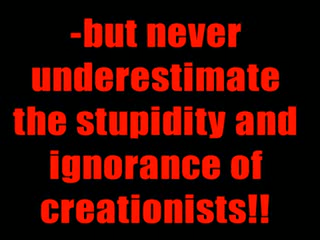 -but never
underestimate
the stupidity and
ignorance of
creationists!!